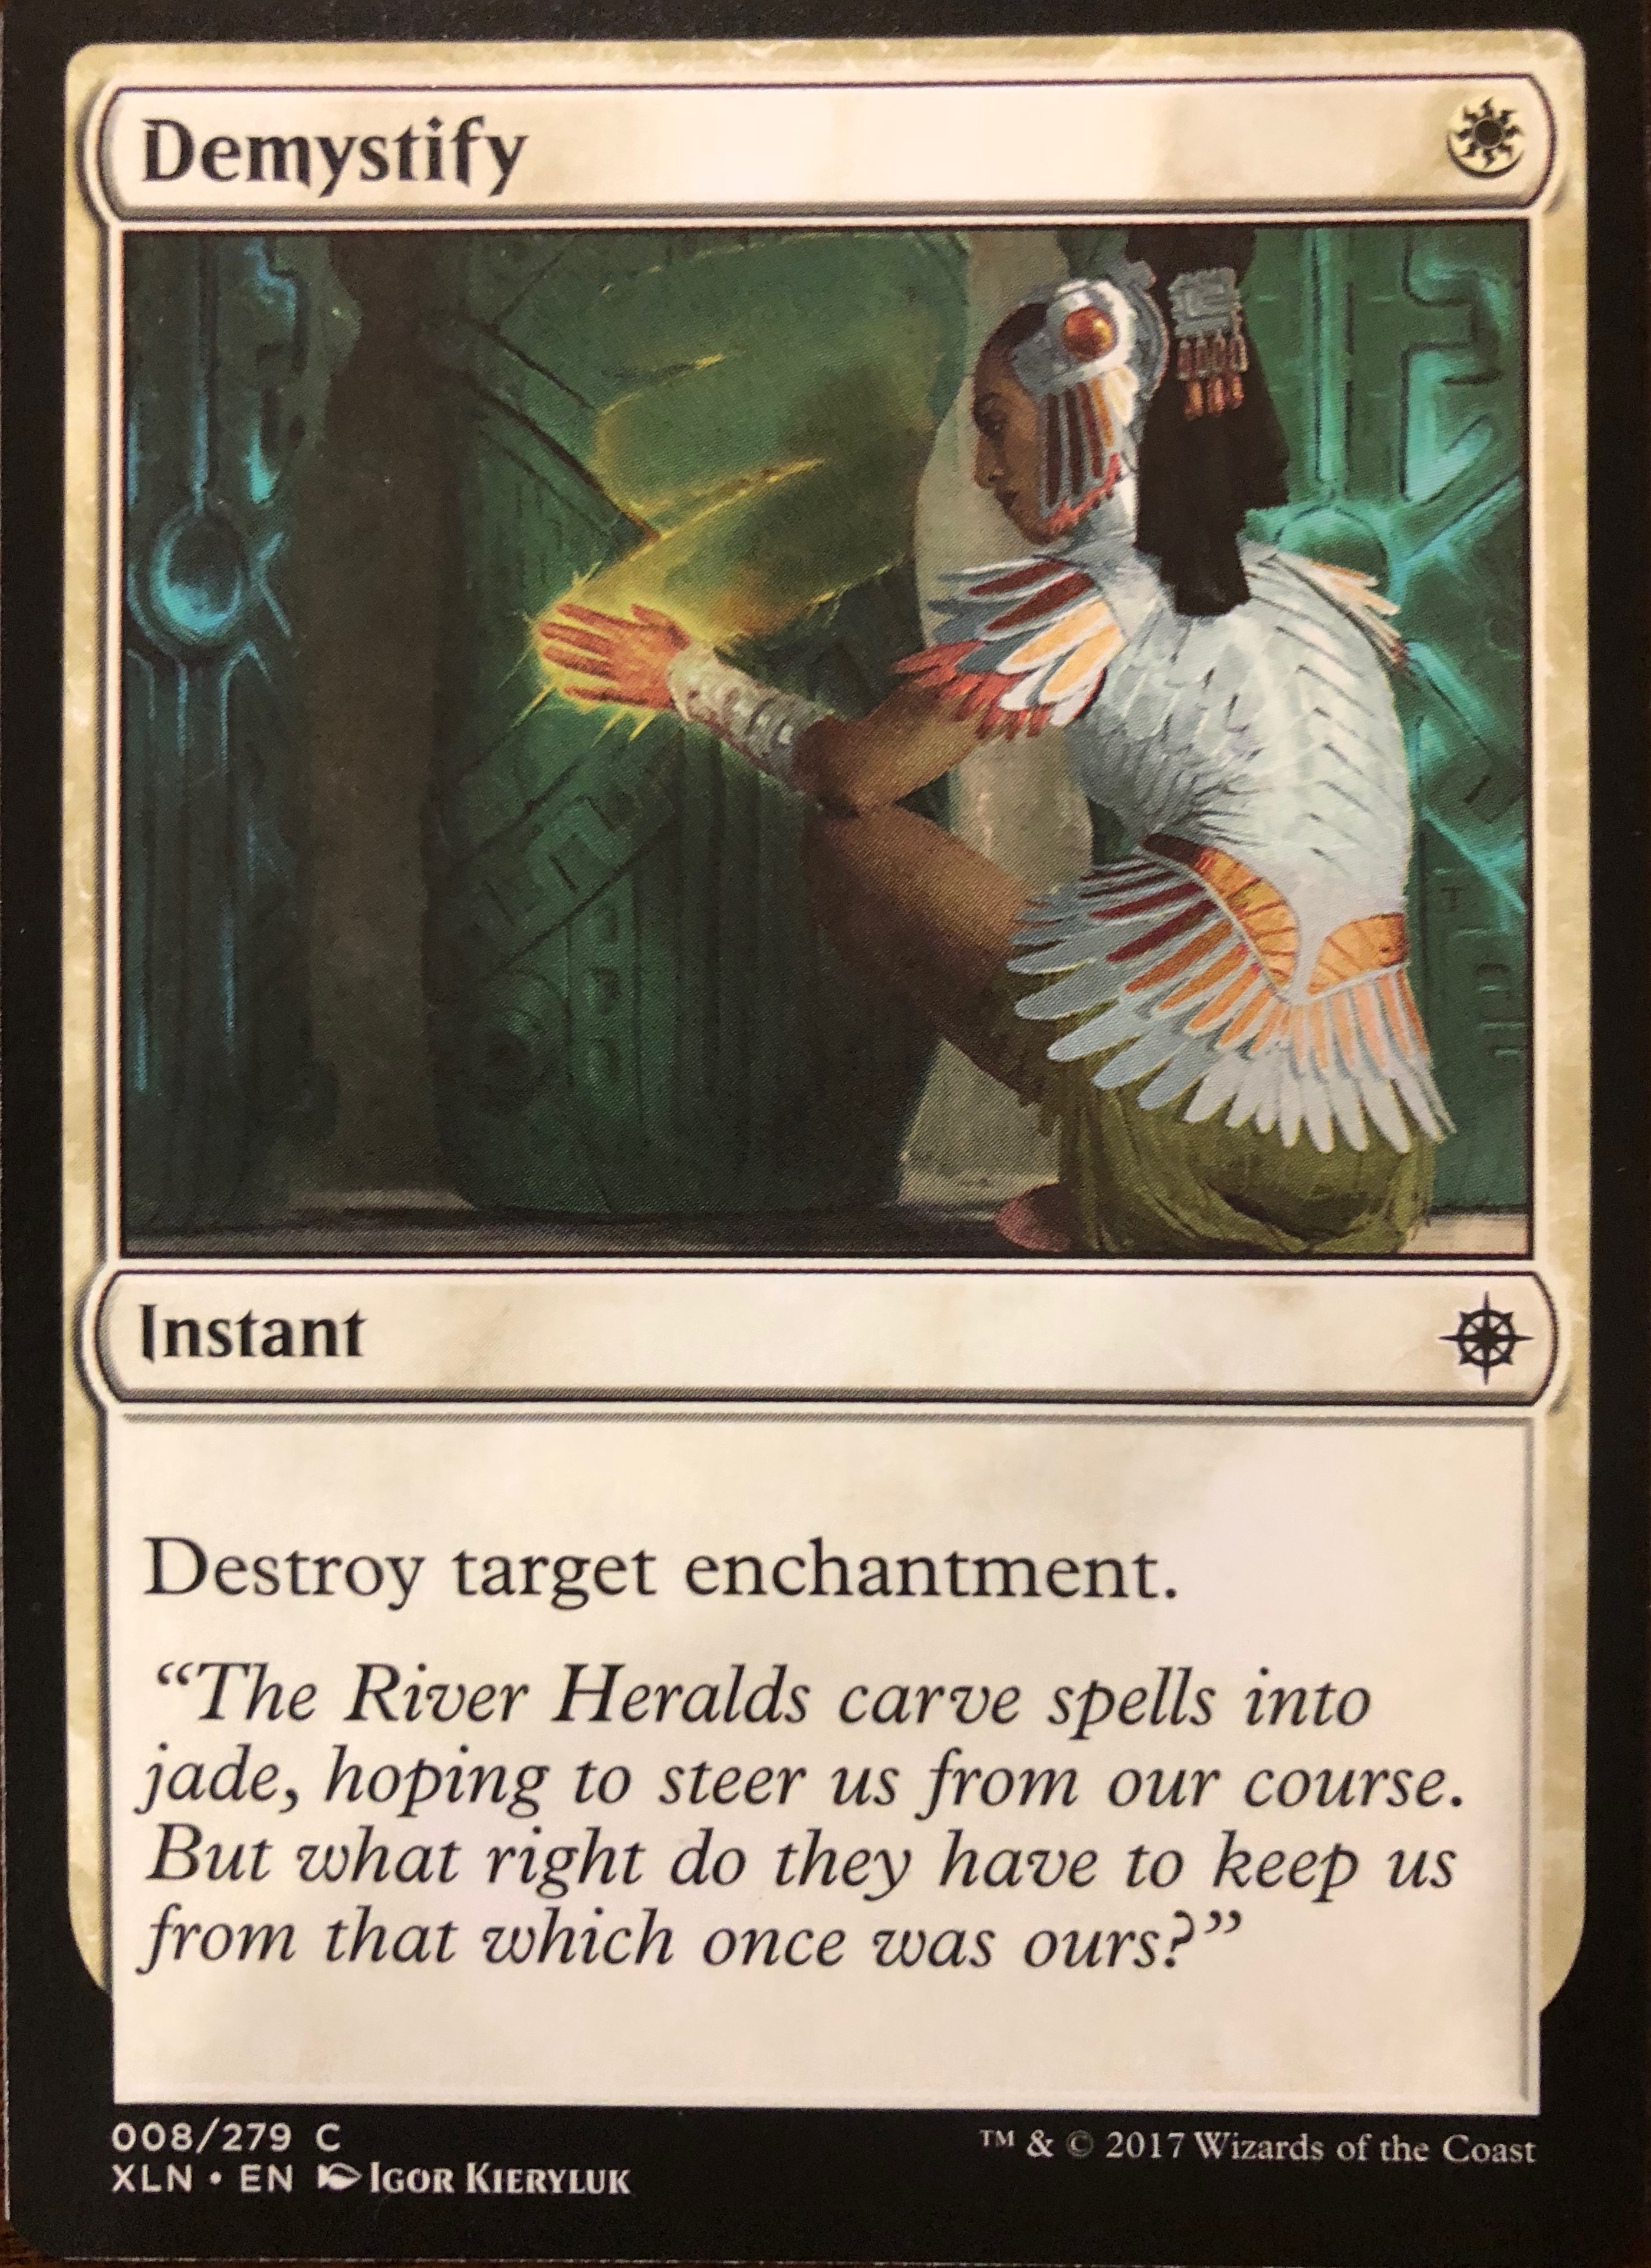 Demystify
Instant
Destroy target enchantment.
“The River Heralds carve spells into
jade, hoping to steer us from our course.
But what right do they have to keep us
from that which once was ours?”
008/279 C
XLN • EN Igor Kieryluk
™ & © 2017 Wizards of the Coast